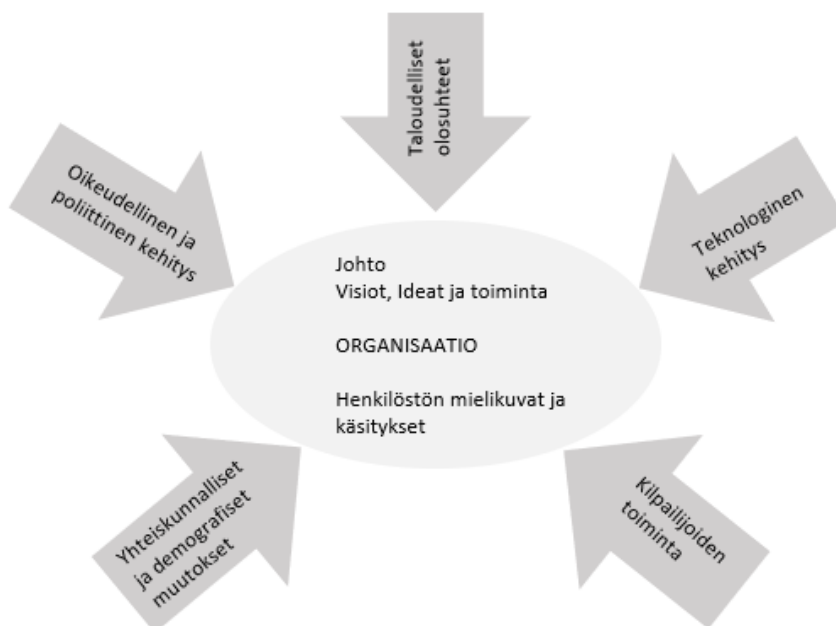 Taloudelliset
olosuhteet
Oikeudellinen ja
poliittinen kehitys
Teknologinen
kehitys
Johto
Visiot, Ideat ja toiminta
ORGANISAATIO
Henkilöstön mielikuvat ja
käsitykset
Yhteiskunnalliset
ja demografiset
muutokset
Kilpailijoiden
toiminta